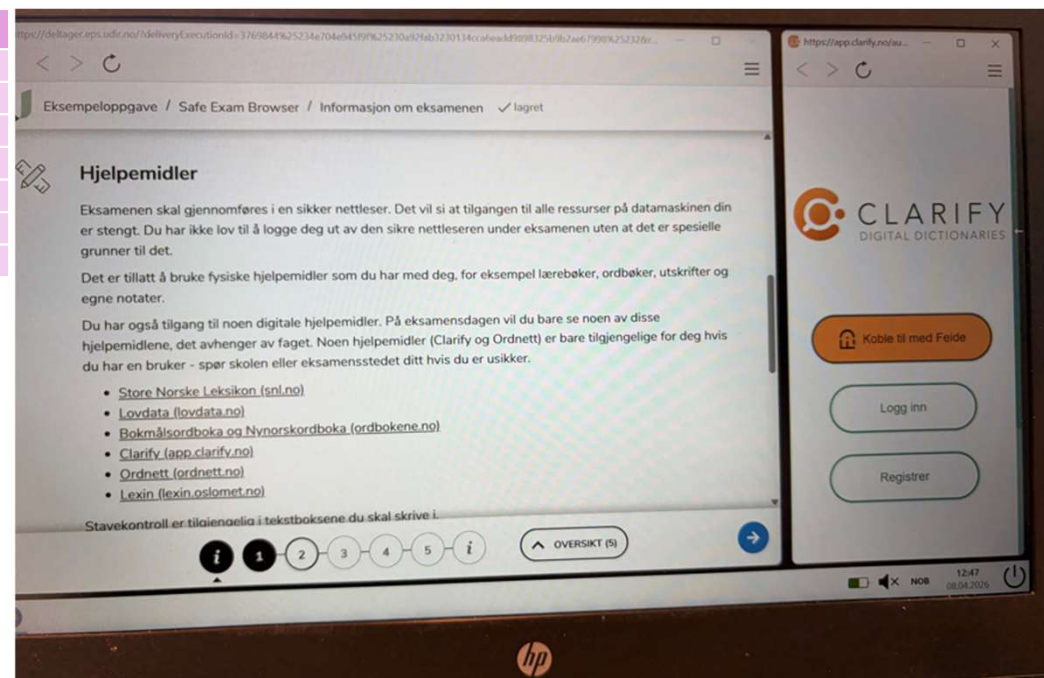 Eksempeloppgave / Safe Exam Browser / Informasjon om eksamenen ✓ lagret
Hjelpemidler
Eksamenen skal gjennomføres i en sikker nettleser. Det vil si at tilgangen til alle ressurser på datamaskinen din
er stengt. Du har ikke lov til å logge deg ut av den sikre nettleseren under eksamenen uten at det er spesielle
grunner til det.
Det er tillatt å bruke fysiske hjelpemidler som du har med deg, for eksempel lærebøker, ordbøker, utskrifter og
egne notater.
Du har også tilgang til noen digitale hjelpemidler. På eksamensdagen vil du bare se noen av disse
hjelpemidlene, det avhenger av faget. Noen hjelpemidler (Clarify og Ordnett) er bare tilgjengelige for deg hvis
du har en bruker - spør skolen eller eksamensstedet ditt hvis du er usikker.
• Store Norske Leksikon (snl.no)
• Lovdata (lovdata.no)
• Bokmålsordboka og Nynorskordboka (ordbokene.no)
• Clarify (app.clarify.no)
• Ordnett (ordnett.no)
• Lexin (lexin.oslomet.no)
Stavekontroll er tilgjengelig i tekstboksene du skal skrive i.
i 1 2 3 4 5 i
OVERSIKT (5)
https://app.clarify.no/au...
CLARIFY
DIGITAL DICTIONARIES
Koble til med Feide
Logg inn
Registrer
NOB
12:47
08.04.2026
hp